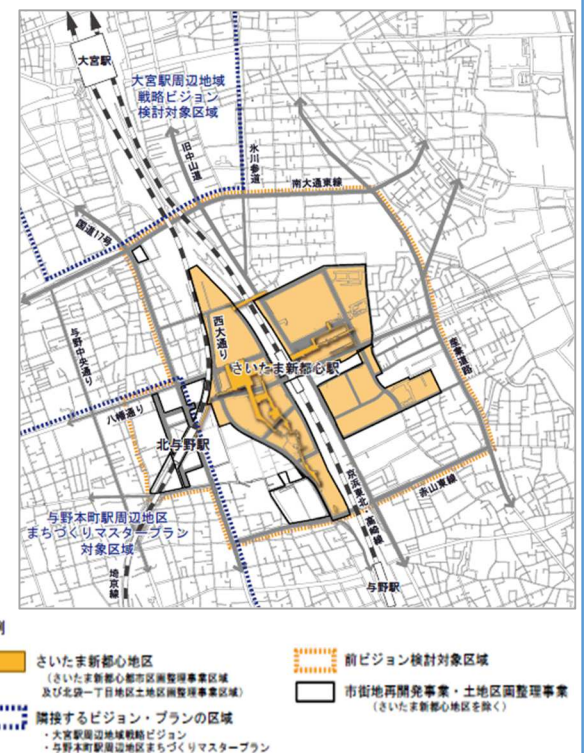 大宮駅
大宮駅周辺地域
戦略ビジョン
検討対象区域
旧中山道
氷川参道
南大通東線
国道17号
与野中央通り
西大通り
さいたま新都心駅
産業道路
八幡通り
北与野駅
与野本町駅周辺地区
まちづくりマスタープラン
対象区域
埼京線
京浜東北・高崎線
赤山東線
与野駅
例
さいたま新都心地区
(さいたま新都心都市区画整理事業区域
及び北袋一丁目地区土地区画整理事業区域)
隣接するビジョン・プランの区域
・大宮駅周辺地域戦略ビジョン
・与野本町駅周辺地区まちづくりマスタープラン
前ビジョン検討対象区域
市街地再開発事業・土地区画整理事業
(さいたま新都心地区を除く)